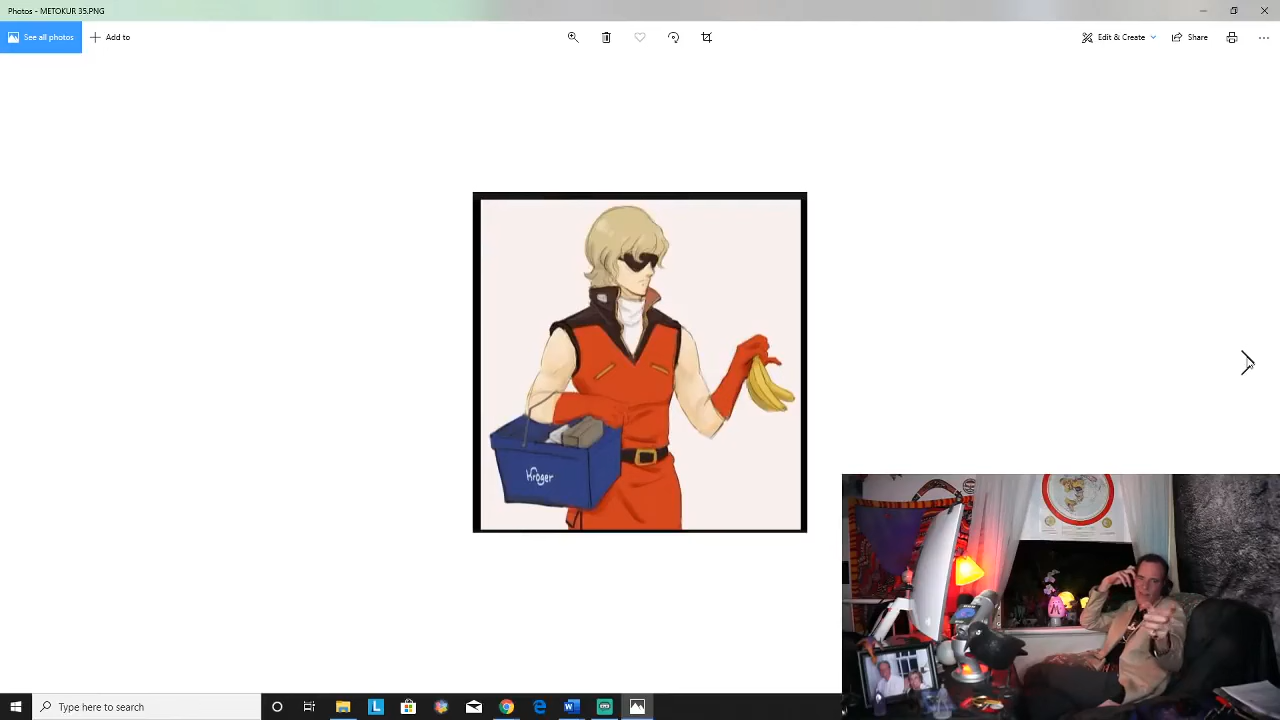 Photos - METOKUR 35.PNG
See all photos
Add to
Edit & Create
Share
Kroger
Type here to search